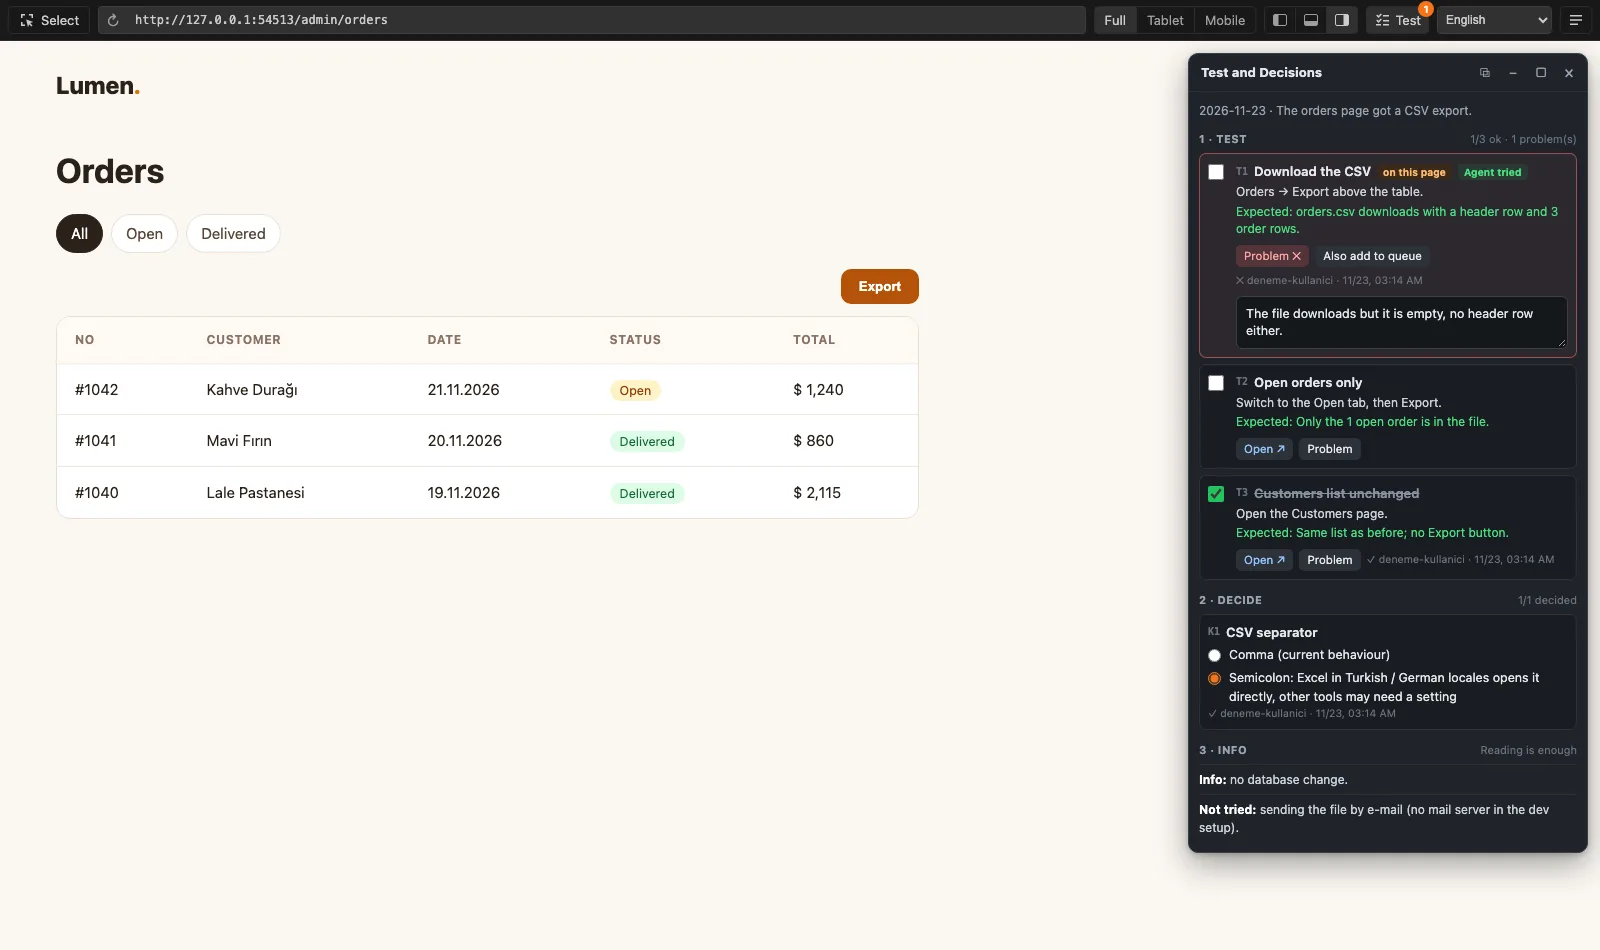 Select
http://127.0.0.1:54513/admin/orders
Full
Tablet
Mobile
Test
1
English
Lumen.
Orders
All
Open
Delivered
Export
NO CUSTOMER DATE STATUS TOTAL
#1042 Kahve Durağı 21.11.2026 Open $ 1,240
#1041 Mavi Fırın 20.11.2026 Delivered $ 860
#1040 Lale Pastanesi 19.11.2026 Delivered $ 2,115
Test and Decisions
2026-11-23 · The orders page got a CSV export.
1 · TEST 1/3 ok · 1 problem(s)
T1 Download the CSV on this page Agent tried
Orders → Export above the table.
Expected: orders.csv downloads with a header row and 3
order rows.
Problem ✕ Also add to queue
✕ deneme-kullanici · 11/23, 03:14 AM
The file downloads but it is empty, no header row
either.
T2 Open orders only
Switch to the Open tab, then Export.
Expected: Only the 1 open order is in the file.
Open ↗ Problem
T3 Customers list unchanged
Open the Customers page.
Expected: Same list as before; no Export button.
Open ↗ Problem ✓ deneme-kullanici · 11/23, 03:14 AM
2 · DECIDE 1/1 decided
K1 CSV separator
Comma (current behaviour)
Semicolon: Excel in Turkish / German locales opens it
directly, other tools may need a setting
✓ deneme-kullanici · 11/23, 03:14 AM
3 · INFO Reading is enough
Info: no database change.
Not tried: sending the file by e-mail (no mail server in the dev
setup).